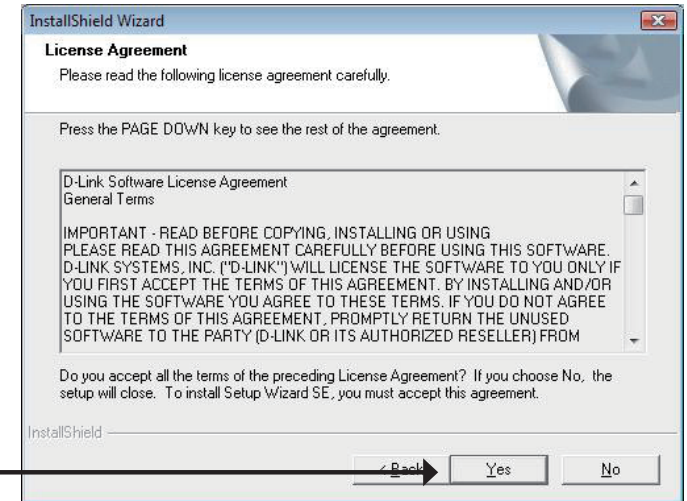 InstallShield Wizard
License Agreement
Please read the following license agreement carefully.
Press the PAGE DOWN key to see the rest of the agreement.
D-Link Software License Agreement
General Terms
IMPORTANT - READ BEFORE COPYING, INSTALLING OR USING
PLEASE READ THIS AGREEMENT CAREFULLY BEFORE USING THIS SOFTWARE.
D-LINK SYSTEMS, INC. ("D-LINK") WILL LICENSE THE SOFTWARE TO YOU ONLY IF
YOU FIRST ACCEPT THE TERMS OF THIS AGREEMENT. BY INSTALLING AND/OR
USING THE SOFTWARE YOU AGREE TO THESE TERMS. IF YOU DO NOT AGREE
TO THE TERMS OF THIS AGREEMENT, PROMPTLY RETURN THE UNUSED
SOFTWARE TO THE PARTY (D-LINK OR ITS AUTHORIZED RESELLER) FROM
Do you accept all the terms of the preceding License Agreement? If you choose No, the
setup will close. To install Setup Wizard SE, you must accept this agreement.
InstallShield
< Back Yes No